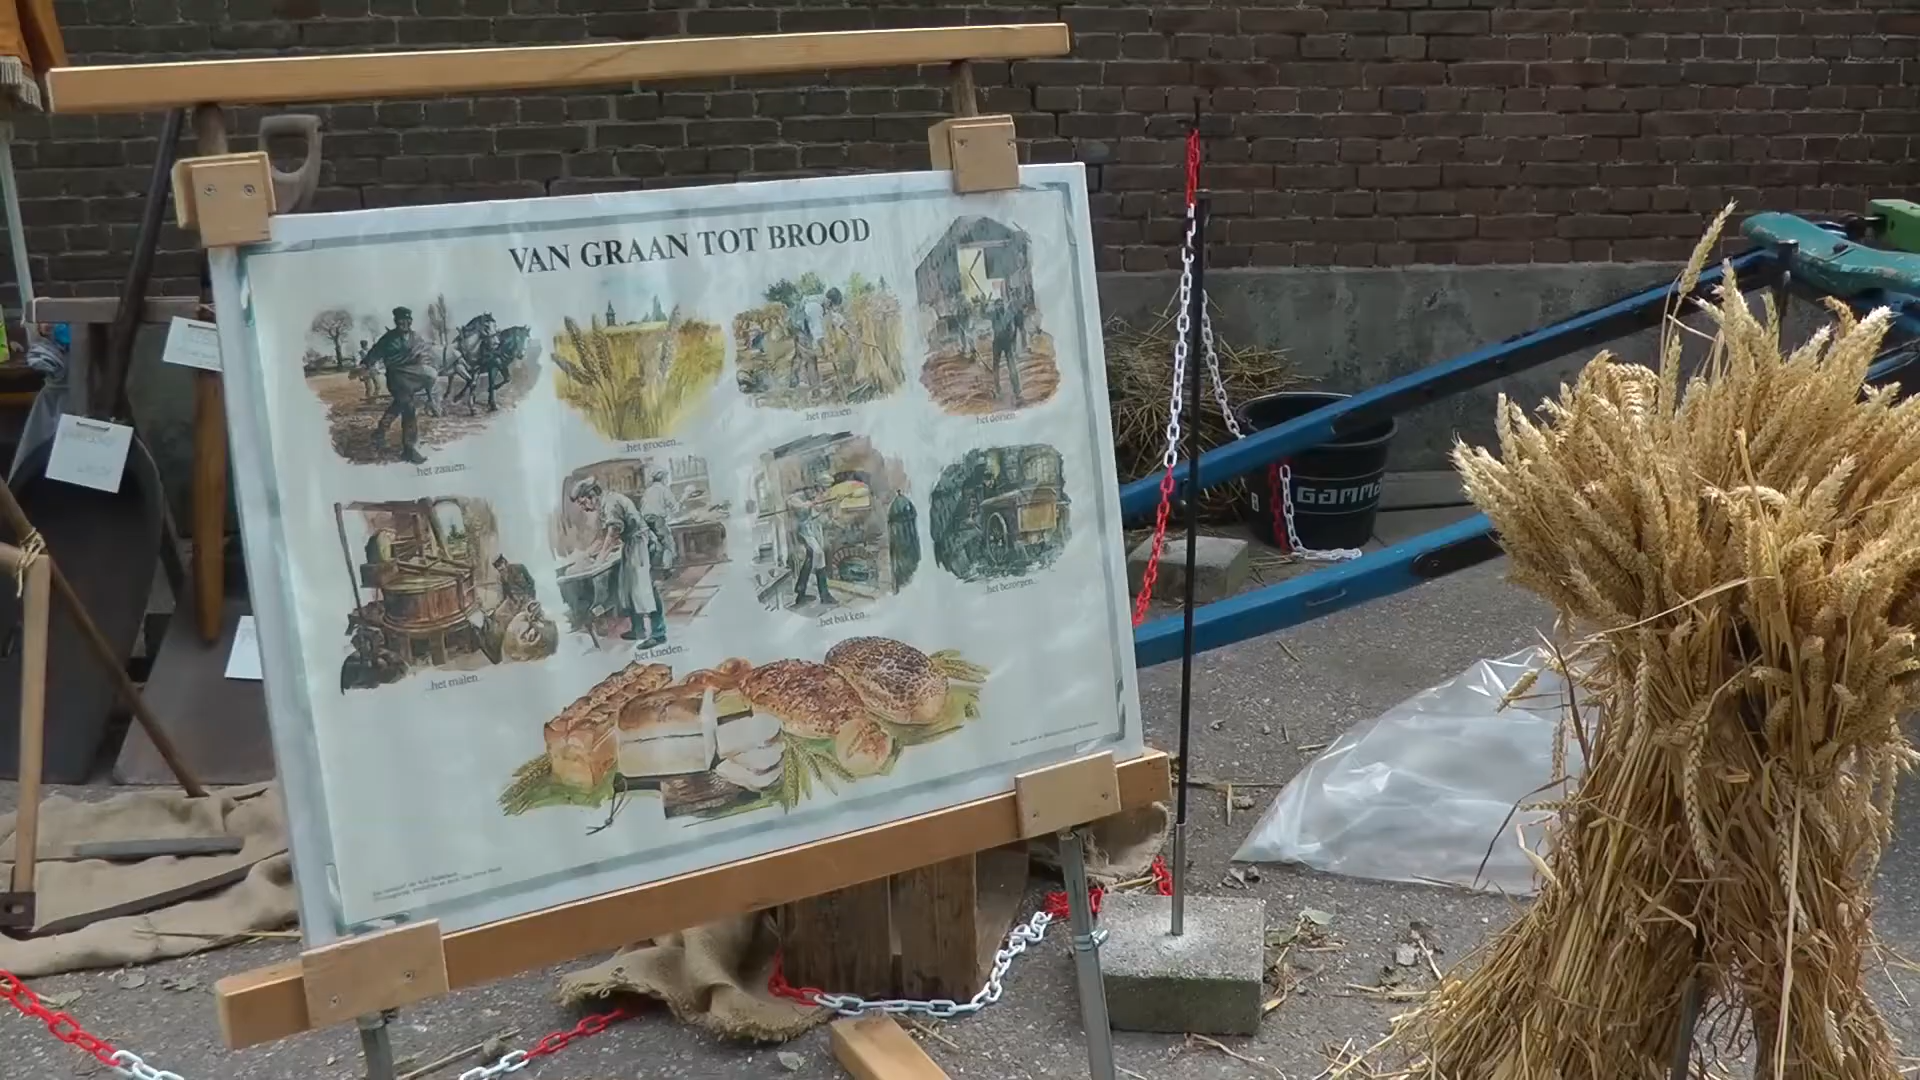 VAN GRAAN TOT BROOD
...het zaaien...
...het groeien...
...het maaien...
...het dorsen...
...het malen...
...het kneden...
...het bakken...
...het bezorgen...
GAMMA